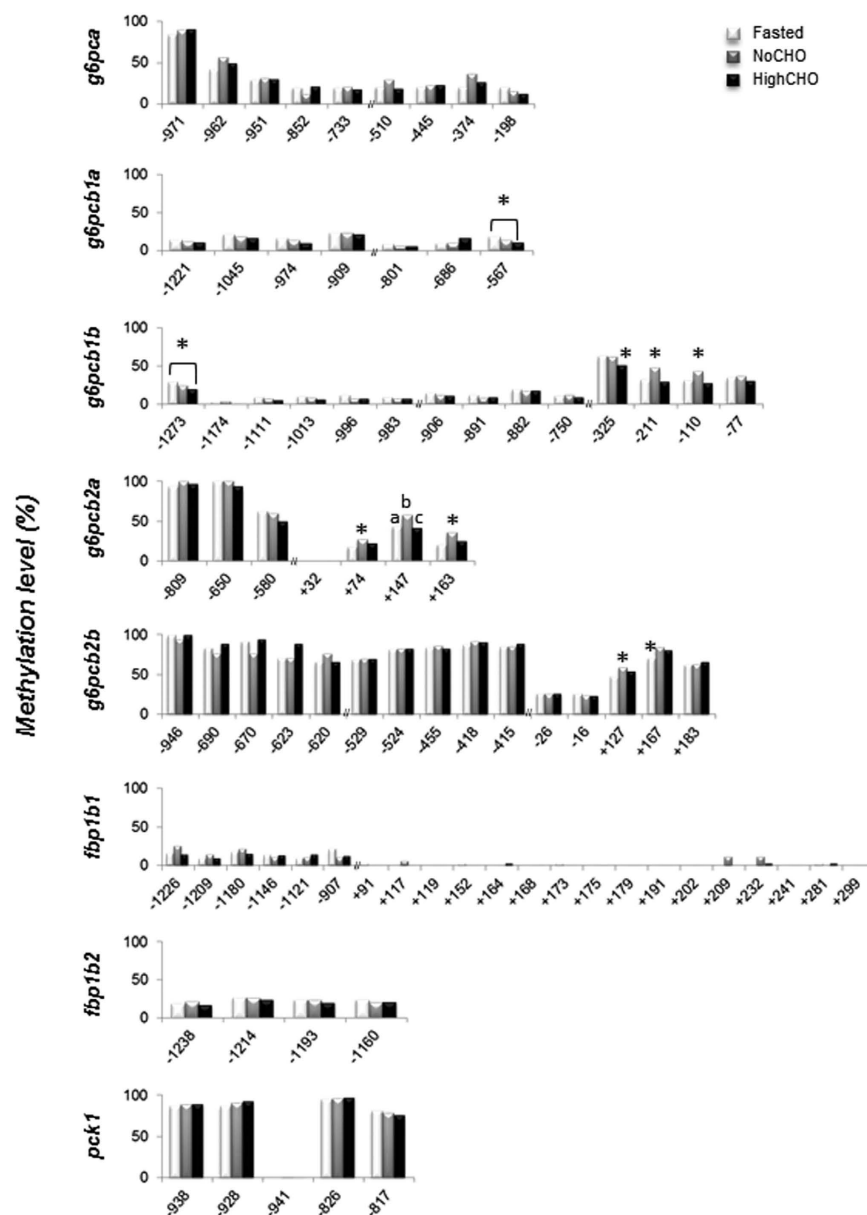 Fasted
NoCHO
HighCHO
Methylation level (%)
g6pca
100
50
0
-971 -962 -951 -852 -733 -510 -445 -374 -198
g6pcb1a
100
50
0
*
-1221 -1045 -974 -909 -801 -686 -567
g6pcb1b
100
50
0
* * * *
-1273 -1174 -1111 -1013 -996 -983 -906 -891 -882 -750 -325 -211 -110 -77
g6pcb2a
100
50
0
* a b c *
-809 -650 -580 +32 +74 +147 +163
g6pcb2b
100
50
0
* *
-946 -690 -670 -623 -620 -529 -524 -455 -418 -415 -26 -16 +127 +167 +183
fbp1b1
100
50
0
-1226 -1209 -1180 -1146 -1121 -907 +91 +117 +119 +152 +164 +168 +173 +175 +179 +191 +202 +209 +232 +241 +281 +299
fbp1b2
100
50
0
-1238 -1214 -1193 -1160
pck1
100
50
0
-938 -928 -941 -826 -817